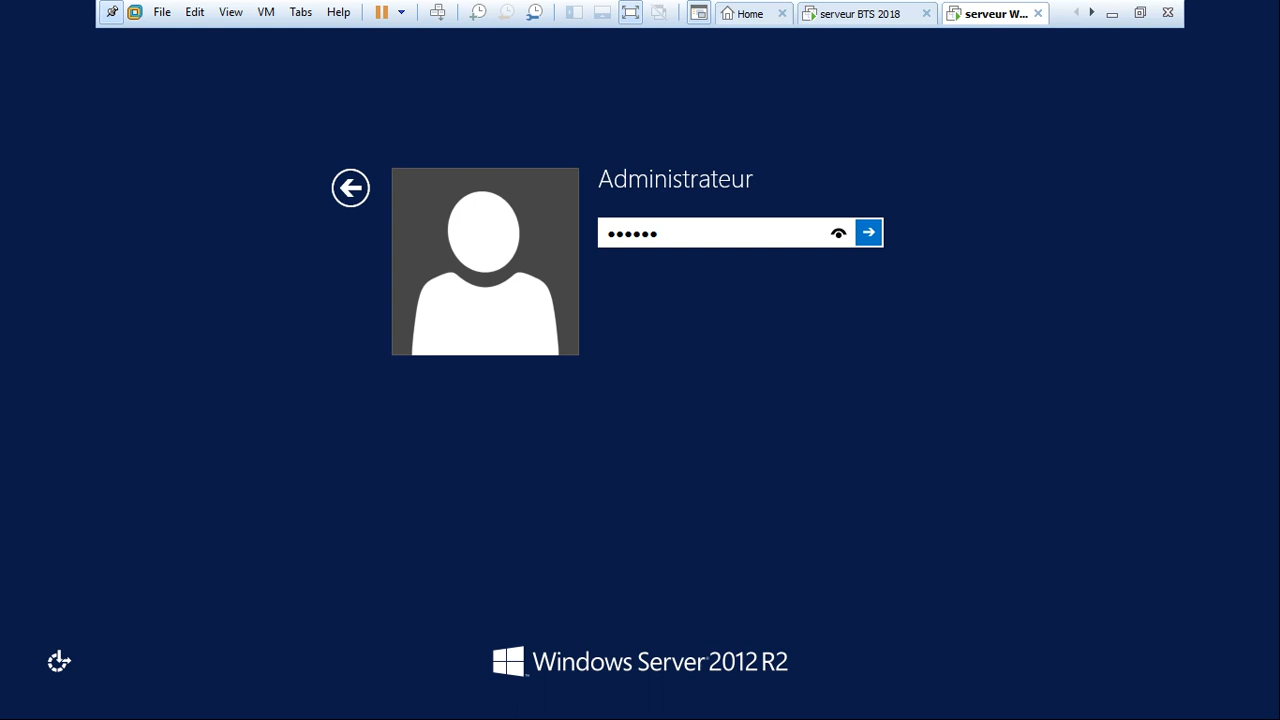 File Edit View VM Tabs Help Home serveur BTS 2018 serveur W...
Administrateur
••••••
Windows Server 2012 R2